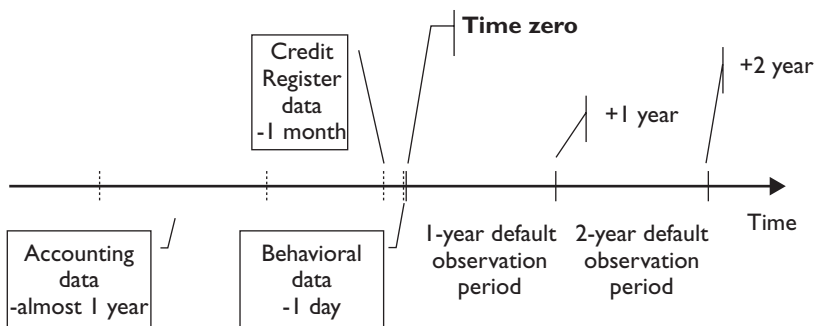 Time zero
Credit
Register
data
-1 month
+2 year
+1 year
Time
Accounting
data
-almost 1 year
Behavioral
data
-1 day
1-year default
observation
period
2-year default
observation
period